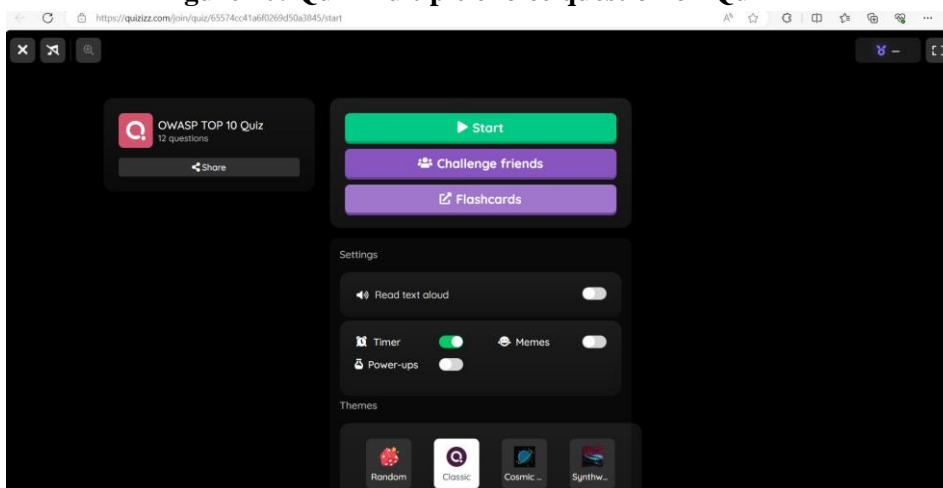 https://quizizz.com/join/quiz/65574cc41a6f0269d50a3845/start
OWASP TOP 10 Quiz
12 questions
Share
Start
Challenge friends
Flashcards
Settings
Read text aloud
Timer
Memes
Power-ups
Themes
Random
Classic
Cosmic ...
Synthw...